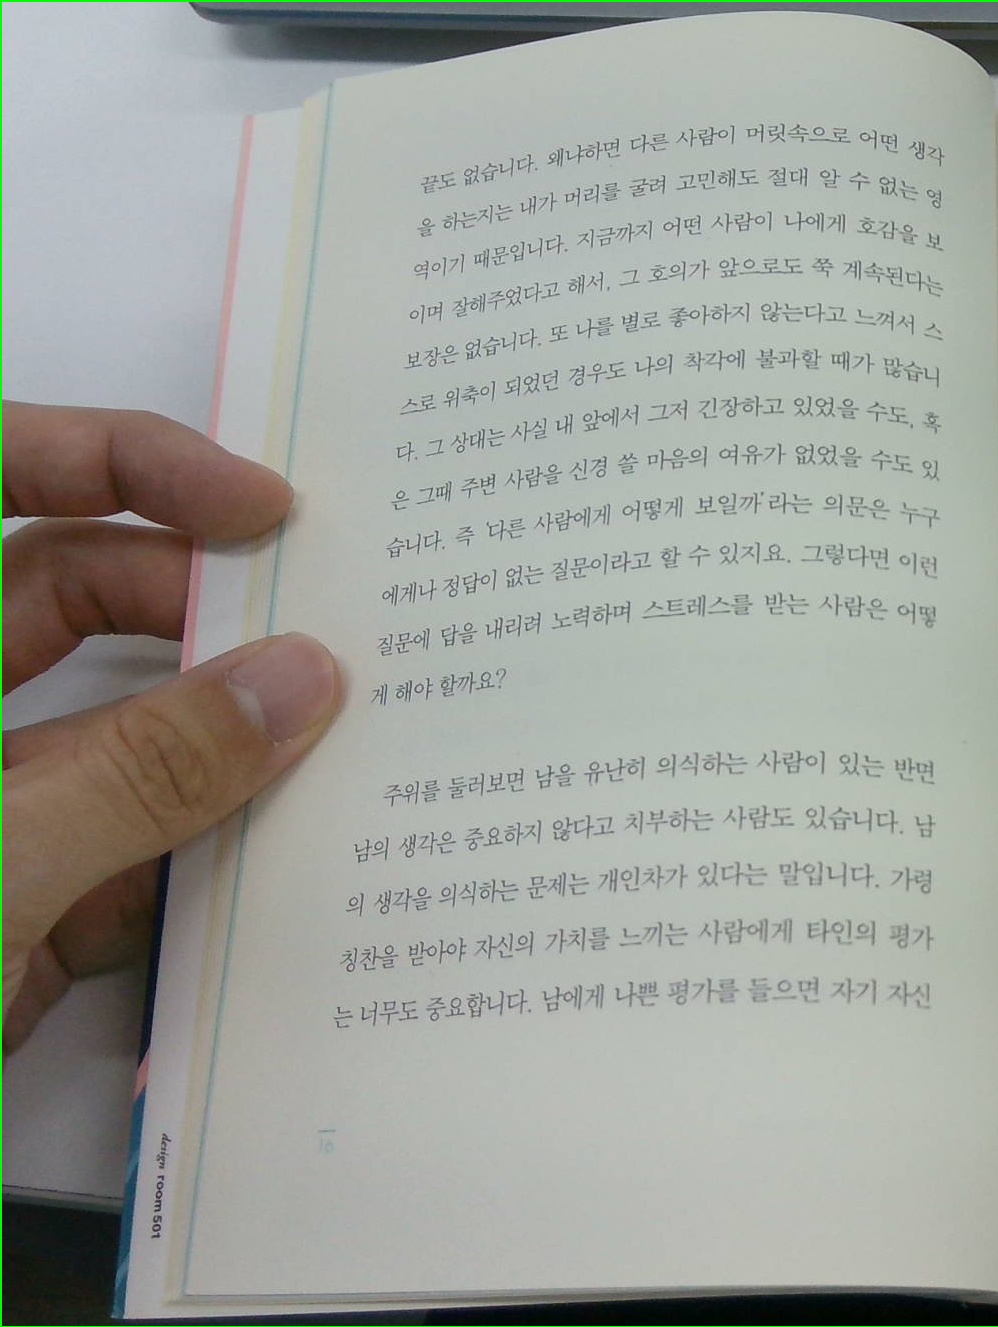 끝도 없습니다. 왜냐하면 다른 사람이 머릿속으로 어떤 생각
을 하는지는 내가 머리를 굴려 고민해도 절대 알 수 없는 영
역이기 때문입니다. 지금까지 어떤 사람이 나에게 호감을 보
이며 잘해주었다고 해서, 그 호의가 앞으로도 쭉 계속된다는
보장은 없습니다. 또 나를 별로 좋아하지 않는다고 느껴서 스
스로 위축이 되었던 경우도 나의 착각에 불과할 때가 많습니
다. 그 상대는 사실 내 앞에서 그저 긴장하고 있었을 수도, 혹
은 그때 주변 사람을 신경 쓸 마음의 여유가 없었을 수도 있
습니다. 즉 '다른 사람에게 어떻게 보일까'라는 의문은 누구
에게나 정답이 없는 질문이라고 할 수 있지요. 그렇다면 이런
질문에 답을 내리려 노력하며 스트레스를 받는 사람은 어떻
게 해야 할까요?
주위를 둘러보면 남을 유난히 의식하는 사람이 있는 반면
남의 생각은 중요하지 않다고 치부하는 사람도 있습니다. 남
의 생각을 의식하는 문제는 개인차가 있다는 말입니다. 가령
칭찬을 받아야 자신의 가치를 느끼는 사람에게 타인의 평가
는 너무도 중요합니다. 남에게 나쁜 평가를 들으면 자기 자신
16
design room 501